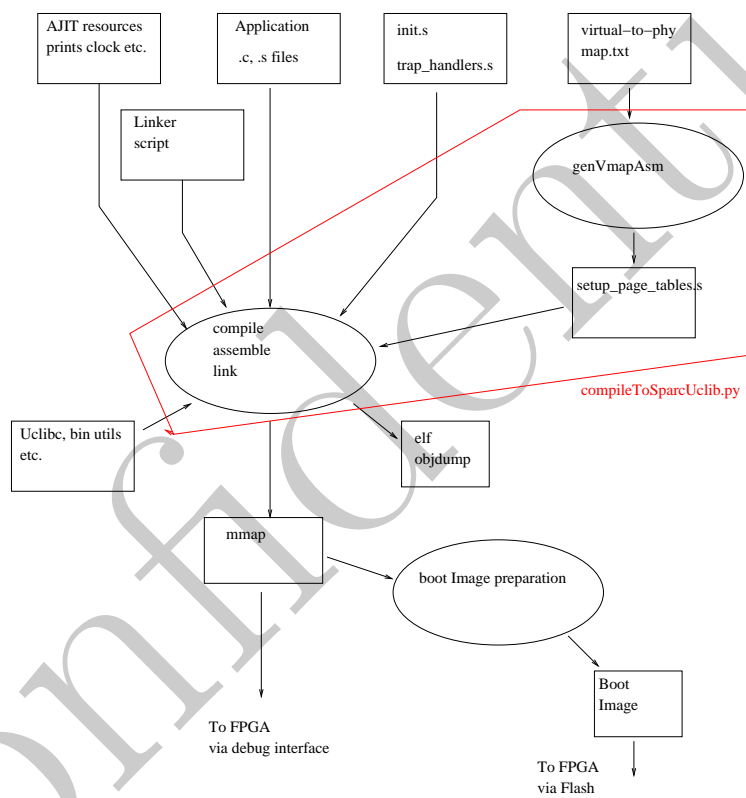 AJIT resources
prints clock etc.
Application
.c, .s files
init.s
trap_handlers.s
virtual−to−phy
map.txt
Linker
script
genVmapAsm
setup_page_tables.s
compile
assemble
link
compileToSparcUclib.py
Uclibc, bin utils
etc.
elf
objdump
mmap
boot Image preparation
Boot
Image
To FPGA
via debug interface
To FPGA
via Flash
onfidenti